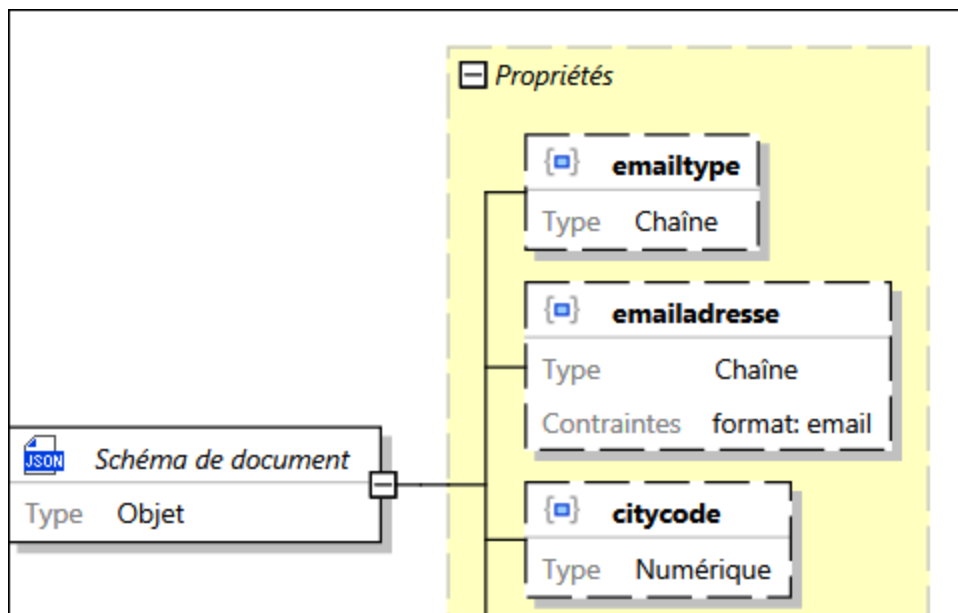 Propriétés
emailtype
Type Chaîne
emailadresse
Type Chaîne
Contraintes format: email
JSON Schéma de document
Type Objet
citycode
Type Numérique